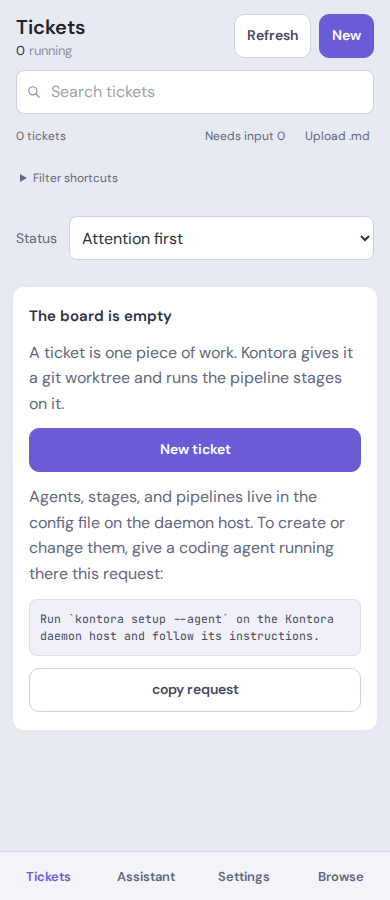 Tickets
0 running
Refresh
New
Search tickets
0 tickets
Needs input 0
Upload .md
Filter shortcuts
Status
Attention first
The board is empty
A ticket is one piece of work. Kontora gives it
a git worktree and runs the pipeline stages
on it.
New ticket
Agents, stages, and pipelines live in the
config file on the daemon host. To create or
change them, give a coding agent running
there this request:
Run `kontora setup --agent` on the Kontora
daemon host and follow its instructions.
copy request
Tickets
Assistant
Settings
Browse